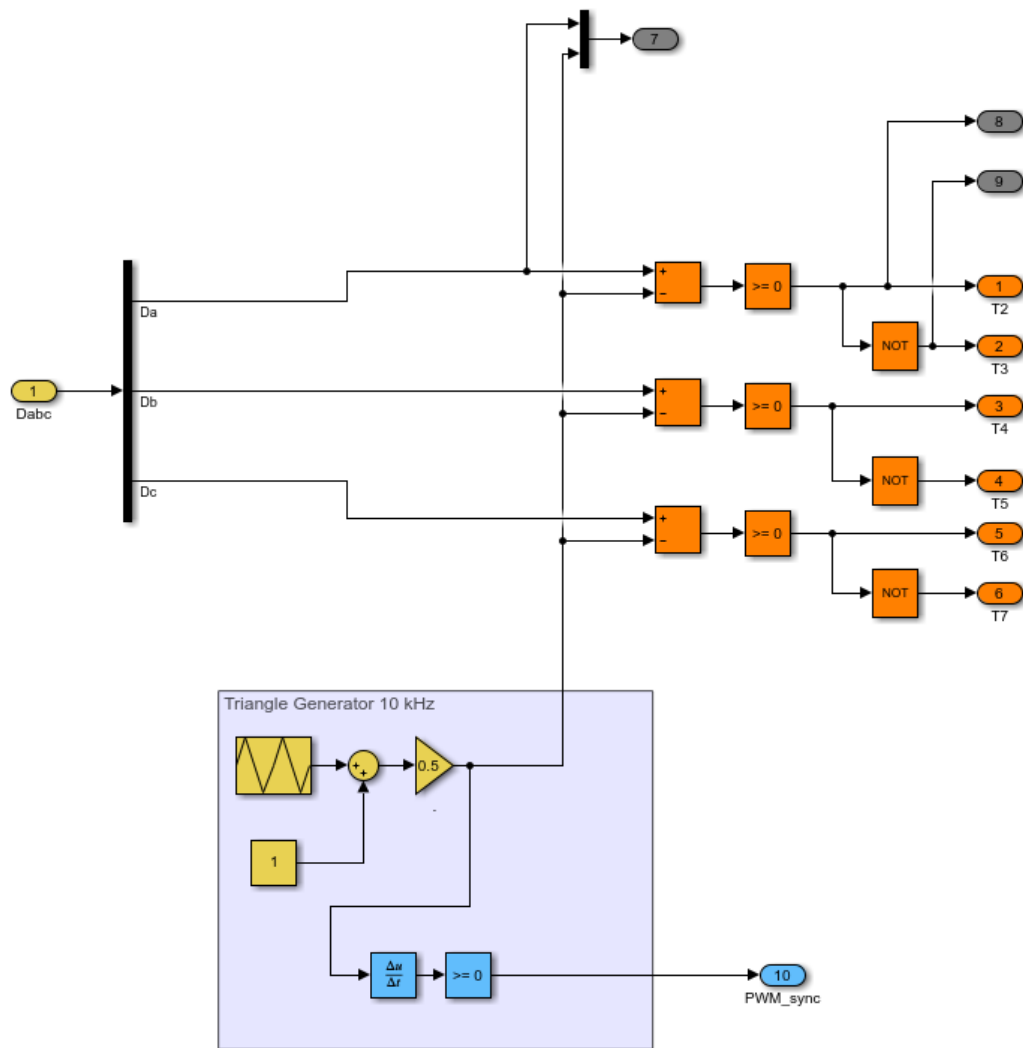 7
8
9
+
−
>= 0
1
T2
Da
NOT
2
T3
1
Dabc
Db
+
−
>= 0
3
T4
Dc
NOT
4
T5
+
−
>= 0
5
T6
NOT
6
T7
Triangle Generator 10 kHz
+
+
0.5
-
1
Δu
Δt
>= 0
10
PWM_sync